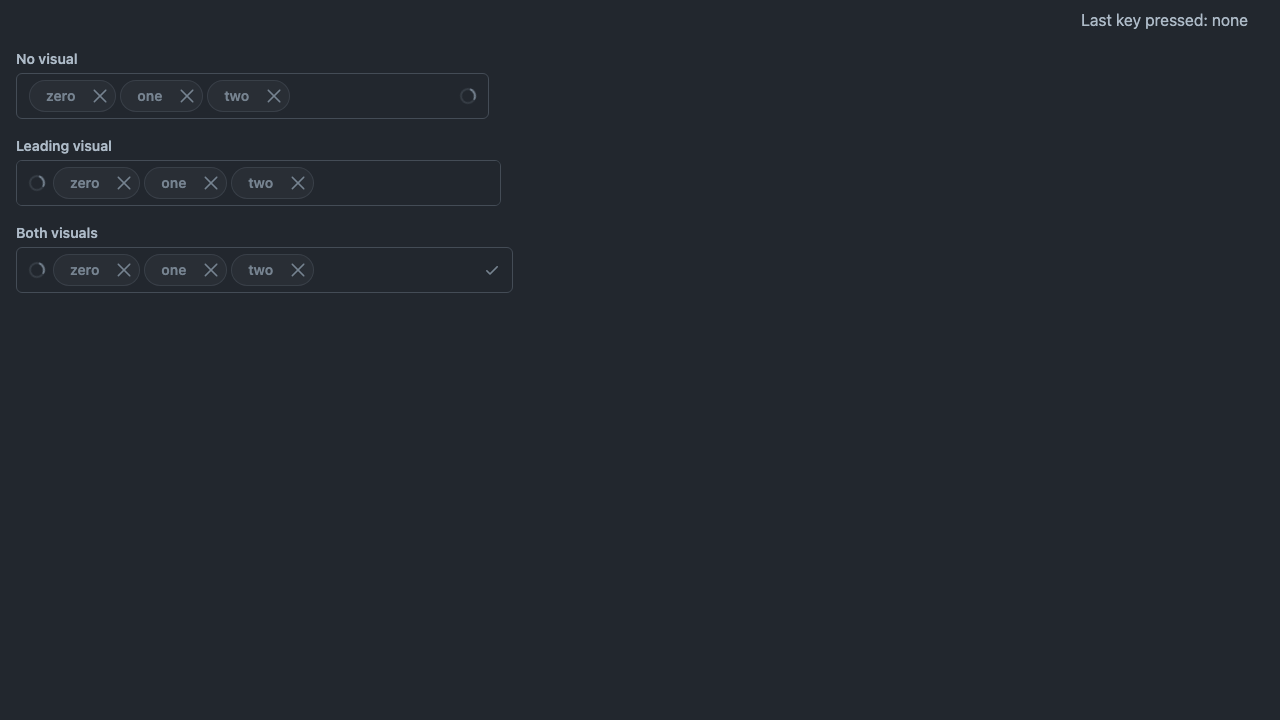 Last key pressed: none
No visual
zero one two
Leading visual
zero one two
Both visuals
zero one two